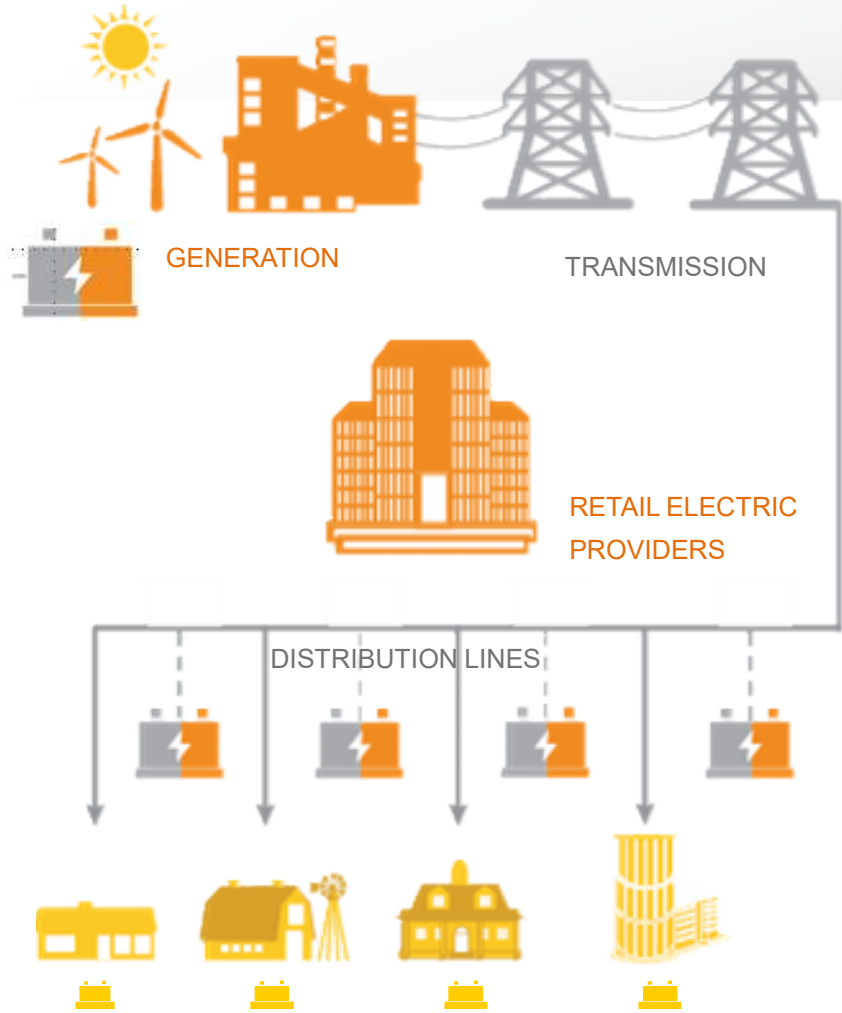 GENERATION
TRANSMISSION
RETAIL ELECTRIC
PROVIDERS
DISTRIBUTION LINES